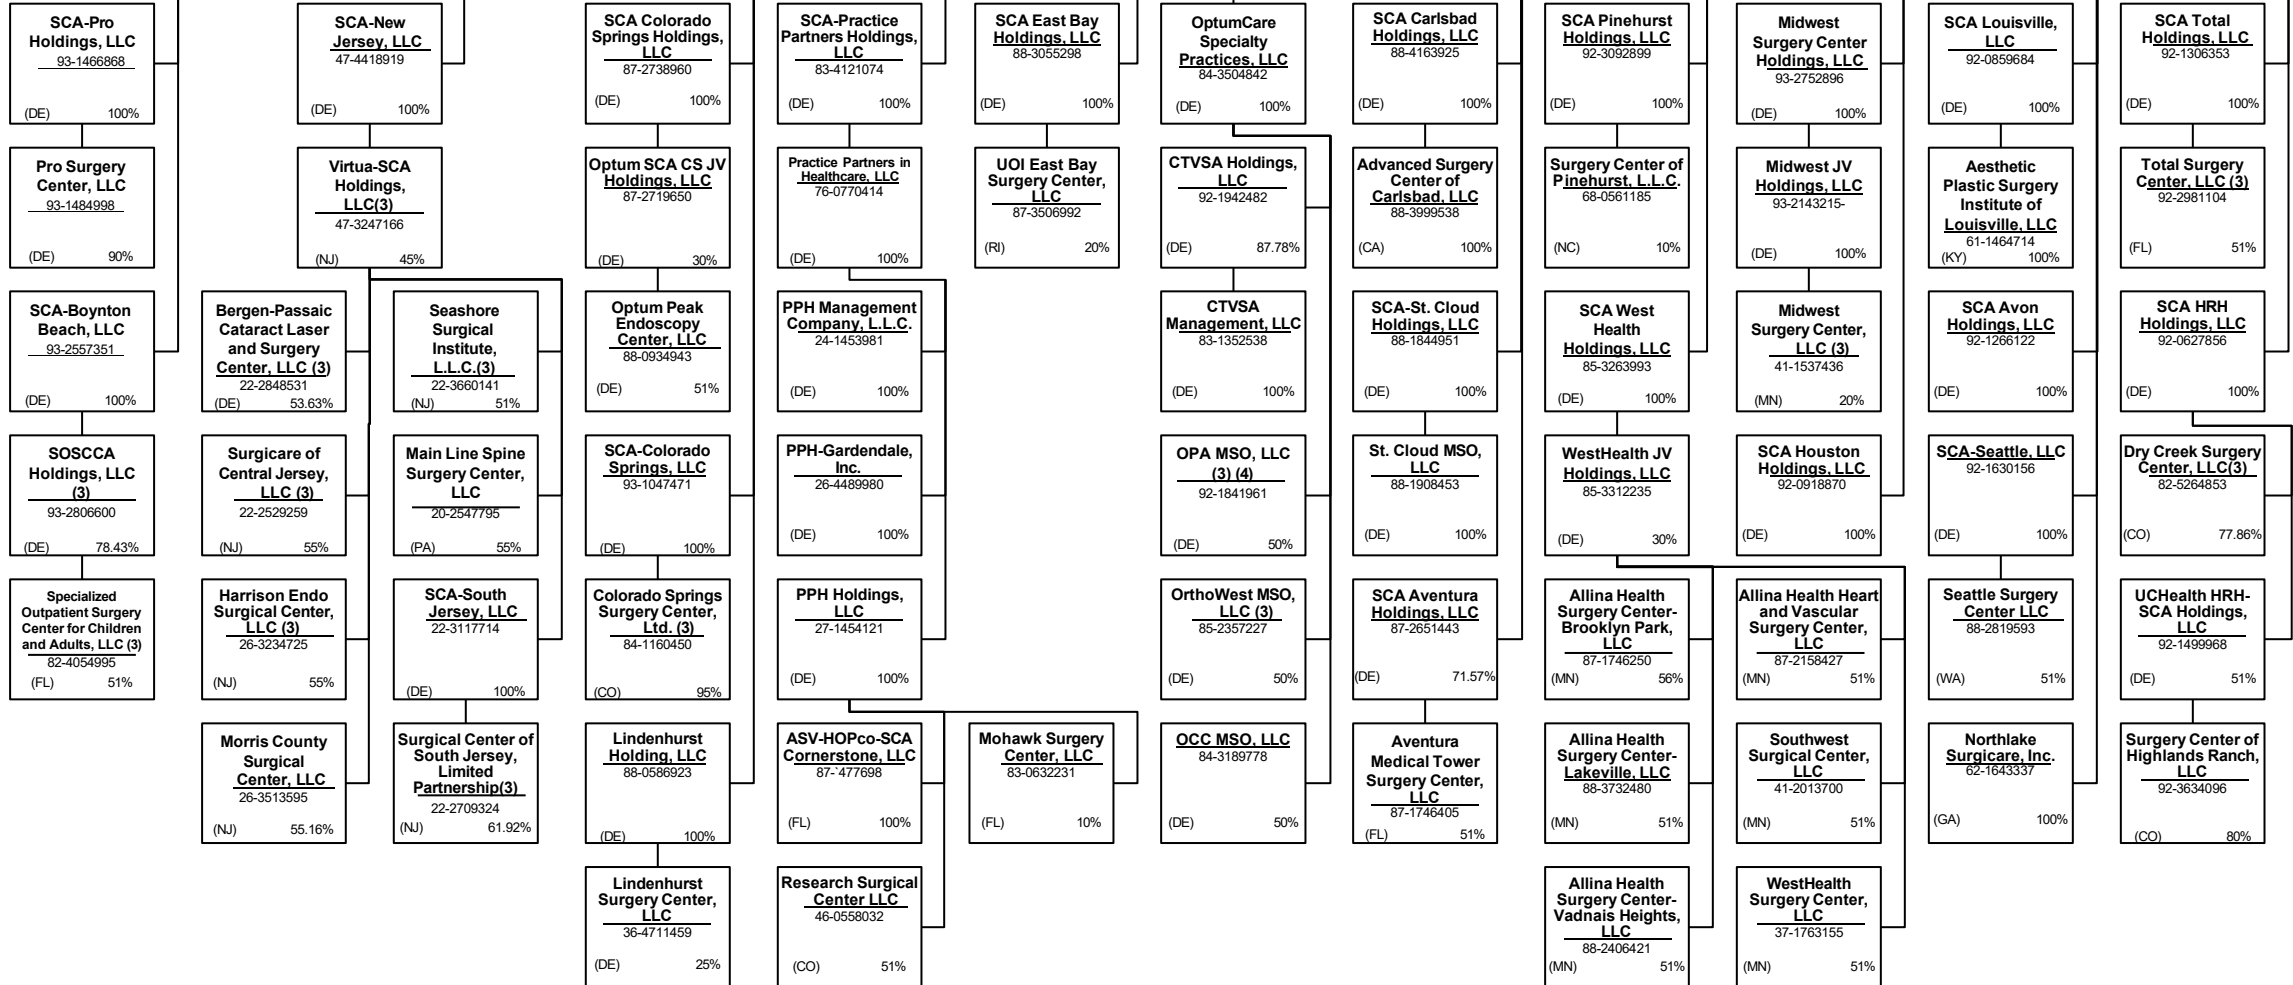 SCA-Pro
Holdings, LLC
93-1466868
(DE) 100%
SCA-New
Jersey, LLC
47-4418919
(DE) 100%
SCA Colorado
Springs Holdings,
LLC
87-2738960
(DE) 100%
SCA-Practice
Partners Holdings,
LLC
83-4121074
(DE) 100%
SCA East Bay
Holdings, LLC
88-3055298
(DE) 100%
OptumCare
Specialty
Practices, LLC
84-3504842
(DE) 100%
SCA Carlsbad
Holdings, LLC
88-4163925
(DE) 100%
SCA Pinehurst
Holdings, LLC
92-3092899
(DE) 100%
Midwest
Surgery Center
Holdings, LLC
93-2752896
(DE) 100%
SCA Louisville,
LLC
92-0859684
(DE) 100%
SCA Total
Holdings, LLC
92-1306353
(DE) 100%
Pro Surgery
Center, LLC
93-1484998
(DE) 90%
Virtua-SCA
Holdings,
LLC(3)
47-3247166
(NJ) 45%
Optum SCA CS JV
Holdings, LLC
87-2719650
(DE) 30%
Practice Partners in
Healthcare, LLC
76-0770414
(DE) 100%
UOI East Bay
Surgery Center,
LLC
87-3506992
(RI) 20%
CTVSA Holdings,
LLC
92-1942482
(DE) 87.78%
Advanced Surgery
Center of
Carlsbad, LLC
88-3999538
(CA) 100%
Surgery Center of
Pinehurst, L.L.C.
68-0561185
(NC) 10%
Midwest JV
Holdings, LLC
93-2143215-
(DE) 100%
Aesthetic
Plastic Surgery
Institute of
Louisville, LLC
61-1464714
(KY) 100%
Total Surgery
Center, LLC (3)
92-2981104
(FL) 51%
SCA-Boynton
Beach, LLC
93-2557351
(DE) 100%
Bergen-Passaic
Cataract Laser
and Surgery
Center, LLC (3)
22-2848531
(DE) 53.63%
Seashore
Surgical
Institute,
L.L.C.(3)
22-3660141
(NJ) 51%
Optum Peak
Endoscopy
Center, LLC
88-0934943
(DE) 51%
PPH Management
Company, L.L.C.
24-1453981
(DE) 100%
CTVSA
Management, LLC
83-1352538
(DE) 100%
SCA-St. Cloud
Holdings, LLC
88-1844951
(DE) 100%
SCA West
Health
Holdings, LLC
85-3263993
(DE) 100%
Midwest
Surgery Center,
LLC (3)
41-1537436
(MN) 20%
SCA Avon
Holdings, LLC
92-1266122
(DE) 100%
SCA HRH
Holdings, LLC
92-0627856
(DE) 100%
SOSCCA
Holdings, LLC
(3)
93-2806600
(DE) 78.43%
Surgicare of
Central Jersey,
LLC (3)
22-2529259
(NJ) 55%
Main Line Spine
Surgery Center,
LLC
20-2547795
(PA) 55%
SCA-Colorado
Springs, LLC
93-1047471
(DE) 100%
PPH-Gardendale,
Inc.
26-4489980
(DE) 100%
OPA MSO, LLC
(3) (4)
92-1841961
(DE) 50%
St. Cloud MSO,
LLC
88-1908453
(DE) 100%
WestHealth JV
Holdings, LLC
85-3312235
(DE) 30%
SCA Houston
Holdings, LLC
92-0918870
(DE) 100%
SCA-Seattle, LLC
92-1630156
(DE) 100%
Dry Creek Surgery
Center, LLC(3)
82-5264853
(CO) 77.86%
Specialized
Outpatient Surgery
Center for Children
and Adults, LLC (3)
82-4054995
(FL) 51%
Harrison Endo
Surgical Center,
LLC (3)
26-3234725
(NJ) 55%
SCA-South
Jersey, LLC
22-3117714
(DE) 100%
Colorado Springs
Surgery Center,
Ltd. (3)
84-1160450
(CO) 95%
PPH Holdings,
LLC
27-1454121
(DE) 100%
OrthoWest MSO,
LLC (3)
85-2357227
(DE) 50%
SCA Aventura
Holdings, LLC
87-2651443
(DE) 71.57%
Allina Health
Surgery Center-
Brooklyn Park,
LLC
87-1746250
(MN) 56%
Allina Health Heart
and Vascular
Surgery Center,
LLC
87-2158427
(MN) 51%
Seattle Surgery
Center LLC
88-2819593
(WA) 51%
UCHealth HRH-
SCA Holdings,
LLC
92-1499968
(DE) 51%
Morris County
Surgical
Center, LLC
26-3513595
(NJ) 55.16%
Surgical Center of
South Jersey,
Limited
Partnership(3)
22-2709324
(NJ) 61.92%
Lindenhurst
Holding, LLC
88-0586923
(DE) 100%
ASV-HOPco-SCA
Cornerstone, LLC
87-`477698
(FL) 100%
Mohawk Surgery
Center, LLC
83-0632231
(FL) 10%
OCC MSO, LLC
84-3189778
(DE) 50%
Aventura
Medical Tower
Surgery Center,
LLC
87-1746405
(FL) 51%
Allina Health
Surgery Center-
Lakeville, LLC
88-3732480
(MN) 51%
Southwest
Surgical Center,
LLC
41-2013700
(MN) 51%
Northlake
Surgicare, Inc.
62-1643337
(GA) 100%
Surgery Center of
Highlands Ranch,
LLC
92-3634096
(CO) 80%
Lindenhurst
Surgery Center,
LLC
36-4711459
(DE) 25%
Research Surgical
Center LLC
46-0558032
(CO) 51%
Allina Health
Surgery Center-
Vadnais Heights,
LLC
88-2406421
(MN) 51%
WestHealth
Surgery Center,
LLC
37-1763155
(MN) 51%